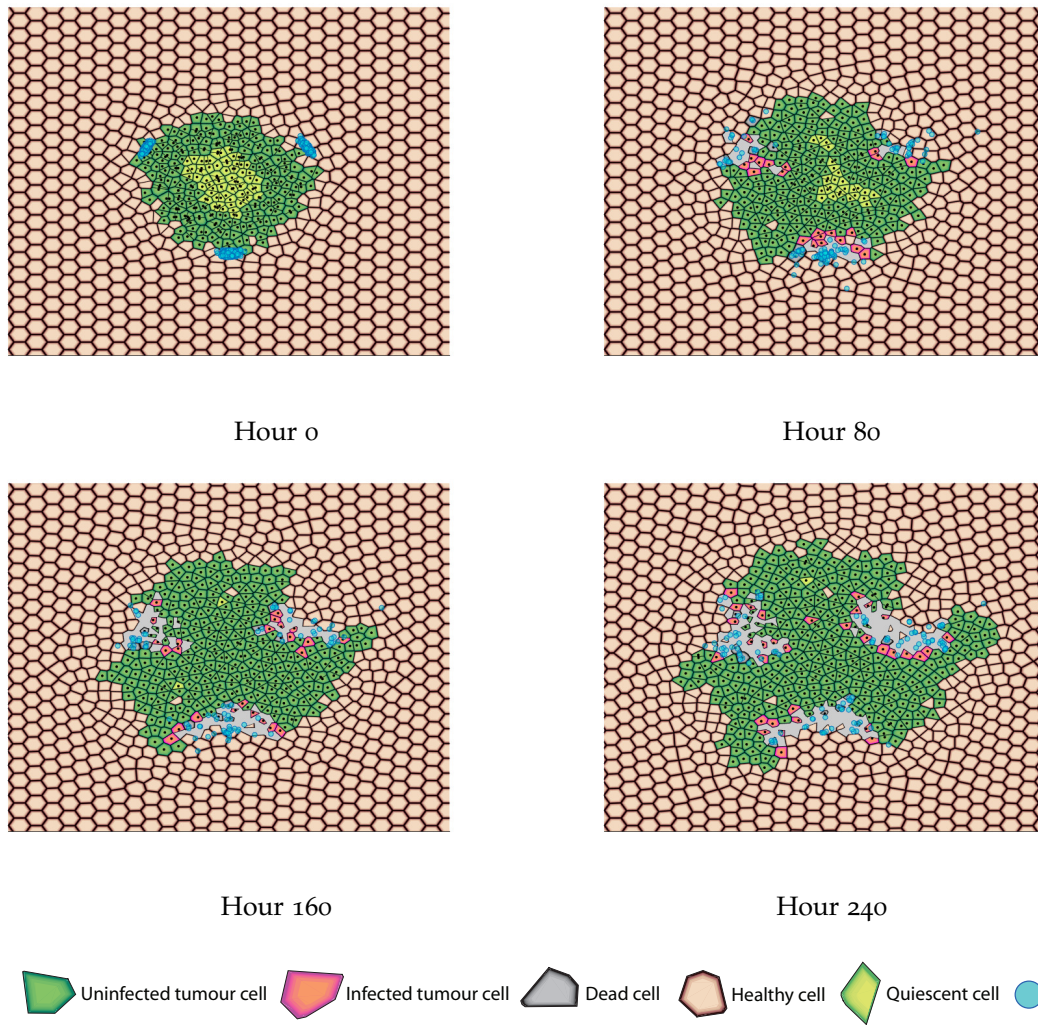 Hour 0
Hour 80
Hour 160
Hour 240
Uninfected tumour cell Infected tumour cell Dead cell Healthy cell Quiescent cell